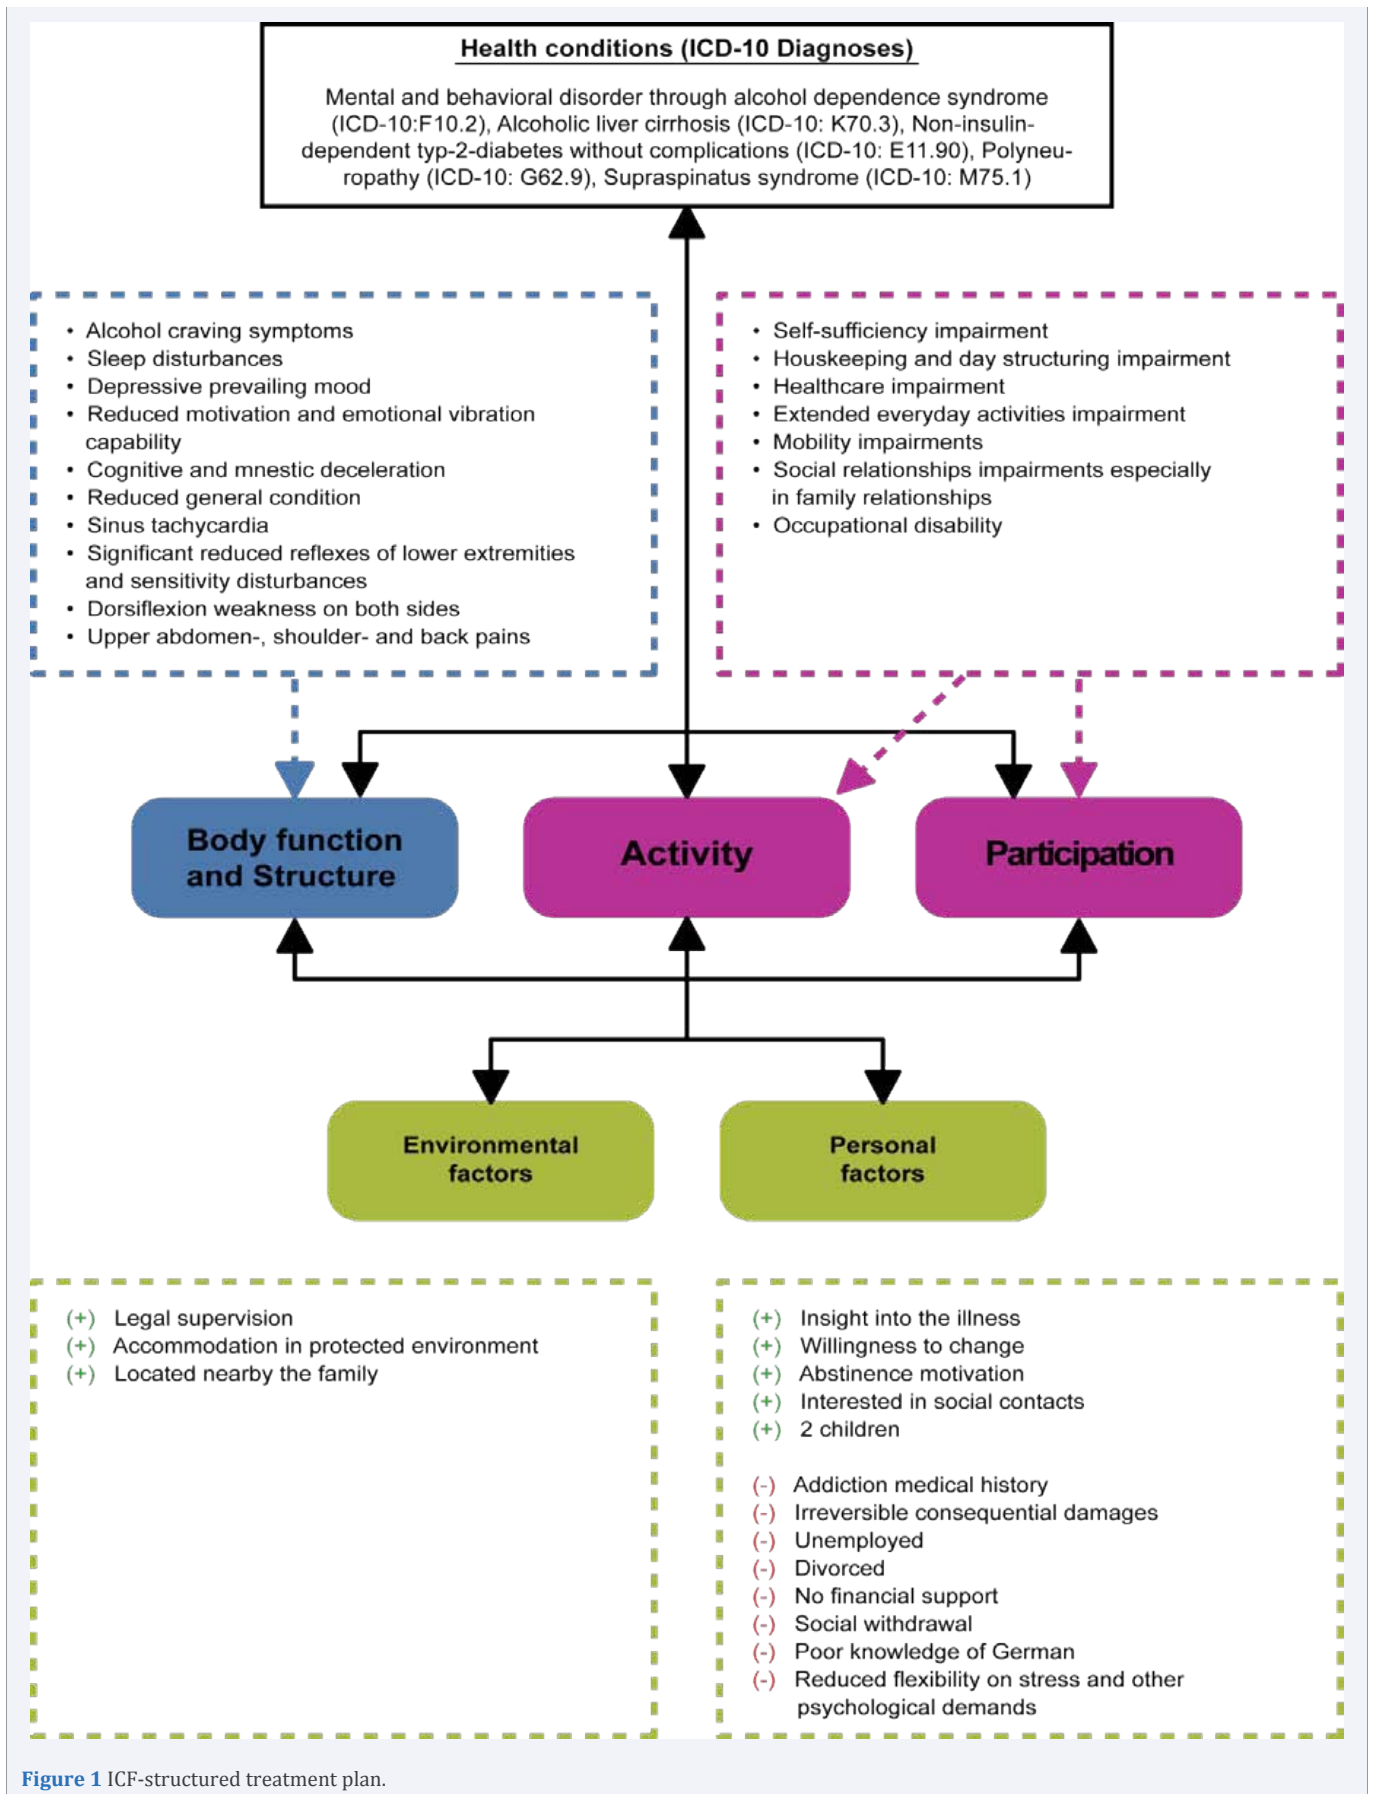 Health conditions (ICD-10 Diagnoses)
Mental and behavioral disorder through alcohol dependence syndrome
(ICD-10:F10.2), Alcoholic liver cirrhosis (ICD-10: K70.3), Non-insulin-
dependent typ-2-diabetes without complications (ICD-10: E11.90), Polyneu-
ropathy (ICD-10: G62.9), Supraspinatus syndrome (ICD-10: M75.1)
• Alcohol craving symptoms
• Sleep disturbances
• Depressive prevailing mood
• Reduced motivation and emotional vibration
capability
• Cognitive and mnestic deceleration
• Reduced general condition
• Sinus tachycardia
• Significant reduced reflexes of lower extremities
and sensitivity disturbances
• Dorsiflexion weakness on both sides
• Upper abdomen-, shoulder- and back pains
• Self-sufficiency impairment
• Houskeeping and day structuring impairment
• Healthcare impairment
• Extended everyday activities impairment
• Mobility impairments
• Social relationships impairments especially
in family relationships
• Occupational disability
Body function
and Structure
Activity
Participation
Environmental
factors
Personal
factors
(+) Legal supervision
(+) Accommodation in protected environment
(+) Located nearby the family
(+) Insight into the illness
(+) Willingness to change
(+) Abstinence motivation
(+) Interested in social contacts
(+) 2 children
(-) Addiction medical history
(-) Irreversible consequential damages
(-) Unemployed
(-) Divorced
(-) No financial support
(-) Social withdrawal
(-) Poor knowledge of German
(-) Reduced flexibility on stress and other
psychological demands
Figure 1 ICF-structured treatment plan.